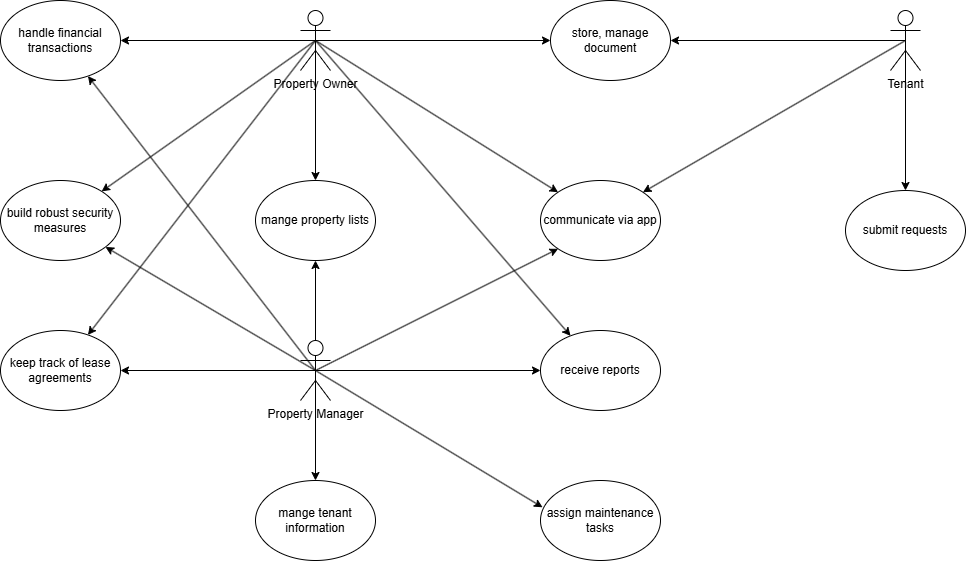 handle financial
transactions
Property Owner
store, manage
document
Tenant
build robust security
measures
mange property lists
communicate via app
submit requests
keep track of lease
agreements
Property Manager
receive reports
mange tenant
information
assign maintenance
tasks